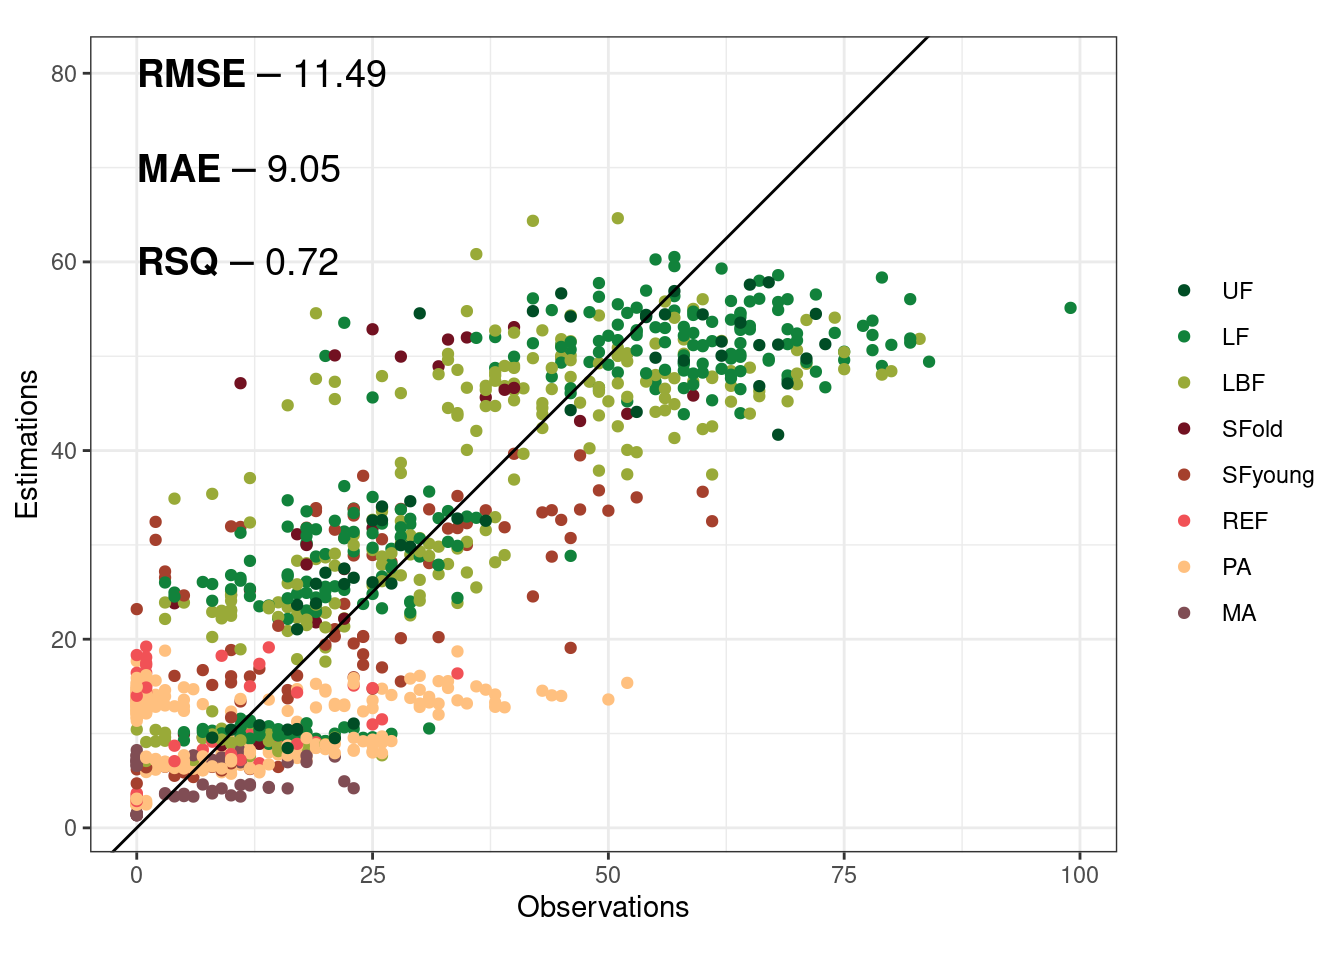 RMSE – 11.49
MAE – 9.05
RSQ – 0.72
80
60
40
20
0
Estimations
0 25 50 75 100
Observations
UF
LF
LBF
SFold
SFyoung
REF
PA
MA